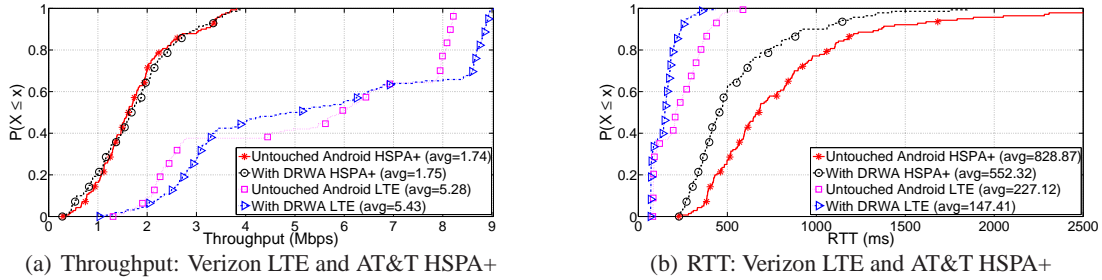 1
0.8
0.6
0.4
0.2
0
P(X ≤ x)
Untouched Android HSPA+ (avg=1.74)
With DRWA HSPA+ (avg=1.75)
Untouched Android LTE (avg=5.28)
With DRWA LTE (avg=5.43)
0 1 2 3 4 5 6 7 8 9
Throughput (Mbps)
(a) Throughput: Verizon LTE and AT&T HSPA+
1
0.8
0.6
0.4
0.2
0
P(X ≤ x)
Untouched Android HSPA+ (avg=828.87)
With DRWA HSPA+ (avg=552.32)
Untouched Android LTE (avg=227.12)
With DRWA LTE (avg=147.41)
0 500 1000 1500 2000 2500
RTT (ms)
(b) RTT: Verizon LTE and AT&T HSPA+